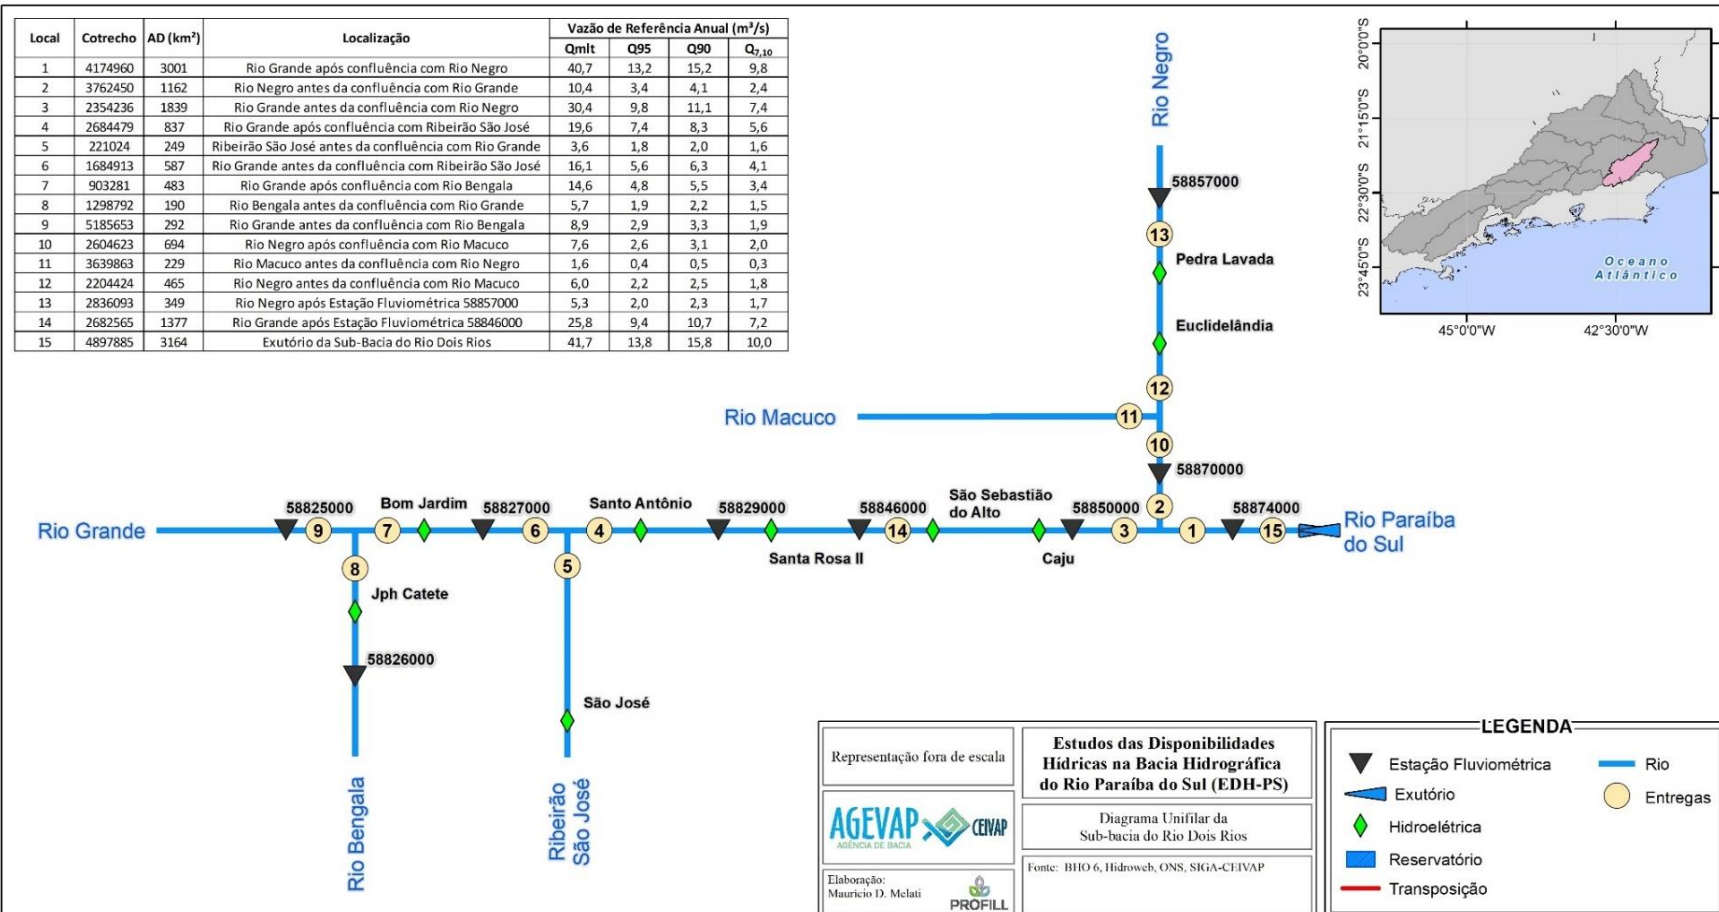 Local Cotrecho AD (km²) Localização Vazão de Referência Anual (m³/s)
Qmlt Q95 Q90 Q7,10
1 4174960 3001 Rio Grande após confluência com Rio Negro 40,7 13,2 15,2 9,8
2 3762450 1162 Rio Negro antes da confluência com Rio Grande 10,4 3,4 4,1 2,4
3 2354236 1839 Rio Grande antes da confluência com Rio Negro 30,4 9,8 11,1 7,4
4 2684479 837 Rio Grande após confluência com Ribeirão São José 19,6 7,4 8,3 5,6
5 221024 249 Ribeirão São José antes da confluência com Rio Grande 3,6 1,8 2,0 1,6
6 1684913 587 Rio Grande antes da confluência com Ribeirão São José 16,1 5,6 6,3 4,1
7 903281 483 Rio Grande após confluência com Rio Bengala 14,6 4,8 5,5 3,4
8 1298792 190 Rio Bengala antes da confluência com Rio Grande 5,7 1,9 2,2 1,5
9 5185653 292 Rio Grande antes da confluência com Rio Bengala 8,9 2,9 3,3 1,9
10 2604623 694 Rio Negro após confluência com Rio Macuco 7,6 2,6 3,1 2,0
11 3639863 229 Rio Macuco antes da confluência com Rio Negro 1,6 0,4 0,5 0,3
12 2204424 465 Rio Negro antes da confluência com Rio Macuco 6,0 2,2 2,5 1,8
13 2836093 349 Rio Negro após Estação Fluviométrica 58857000 5,3 2,0 2,3 1,7
14 2682565 1377 Rio Grande após Estação Fluviométrica 58846000 25,8 9,4 10,7 7,2
15 4897885 3164 Exutório da Sub-Bacia do Rio Dois Rios 41,7 13,8 15,8 10,0
Rio Negro
58857000
13
Pedra Lavada
Euclidelândia
12
Rio Macuco
11
10
58870000
2
20°0'0"S
21°15'0"S
22°30'0"S
23°45'0"S
Oceano
Atlântico
45°0'0"W
42°30'0"W
Rio Grande
58825000
9
7
Bom Jardim
58827000
6
4
Santo Antônio
58829000
Santa Rosa II
58846000
14
São Sebastião
do Alto
Caju
58850000
3
1
58874000
15
Rio Paraíba
do Sul
8
Jph Catete
58826000
Rio Bengala
5
São José
Ribeirão
São José
Representação fora de escala
AGEVAP
AGÊNCIA DE BACIA
CEIVAP
Elaboração:
Mauricio D. Melati
PROFILL
Estudos das Disponibilidades
Hídricas na Bacia Hidrográfica
do Rio Paraíba do Sul (EDH-PS)
Diagrama Unifilar da
Sub-bacia do Rio Dois Rios
Fonte: BHO 6, Hidroweb, ONS, SIGA-CEIVAP
LEGENDA
Estação Fluviométrica
Exutório
Hidroelétrica
Reservatório
Transposição
Rio
Entregas